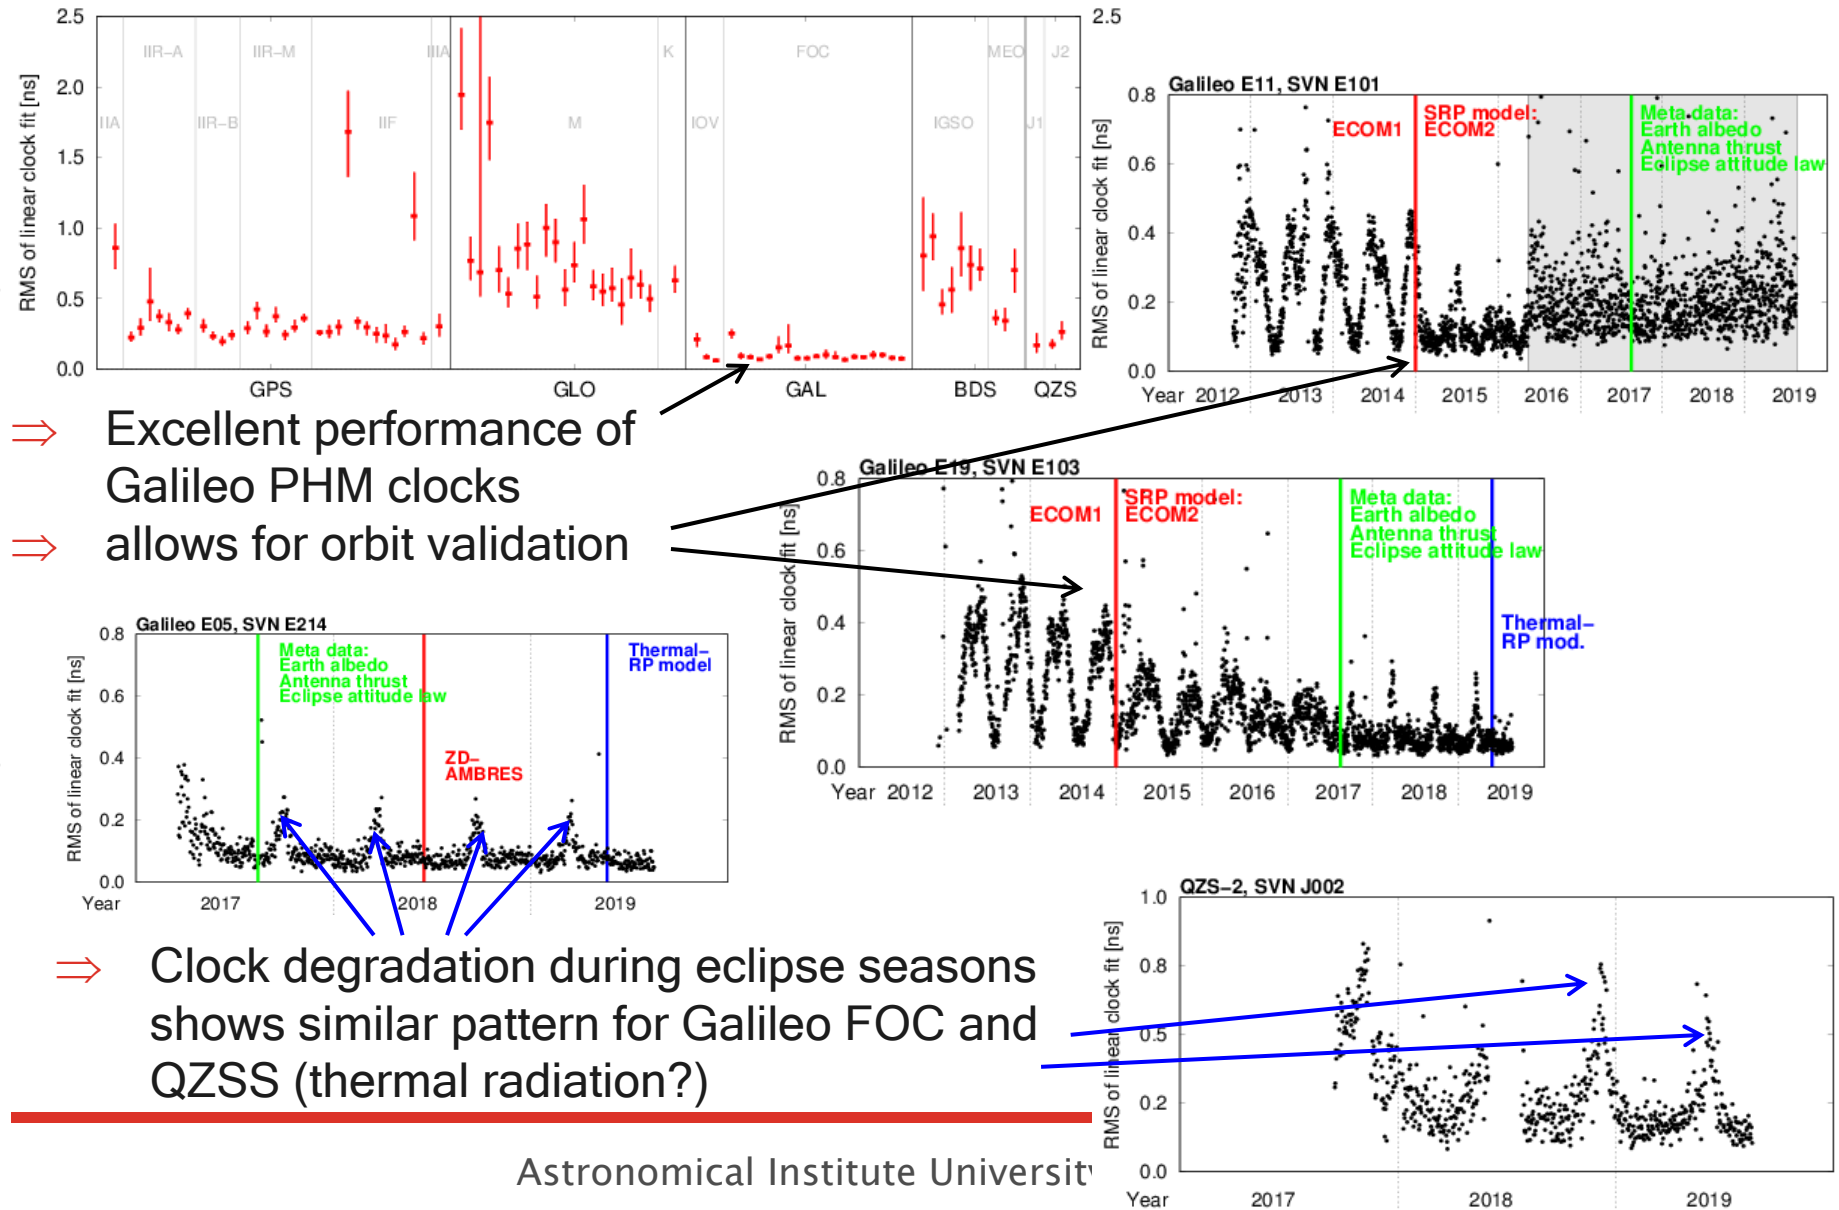 2.5
2.0
1.5
1.0
0.5
0.0
RMS of linear clock fit [ns]
IIA
IIR-A
IIR-B
IIR-M
IIF
IIIA
M
K
IOV
FOC
IGSO
MEO
J1
J2
2.5
GPS
GLO
GAL
BDS
QZS
Galileo E11, SVN E101
0.8
0.6
0.4
0.2
0.0
RMS of linear clock fit [ns]
ECOM1
SRP model:
ECOM2
Meta data:
Earth albedo
Antenna thrust
Eclipse attitude law
Year 2012 2013 2014 2015 2016 2017 2018 2019
⇒ Excellent performance of
Galileo PHM clocks
⇒ allows for orbit validation
Galileo E19, SVN E103
0.8
0.6
0.4
0.2
0.0
RMS of linear clock fit [ns]
ECOM1
SRP model:
ECOM2
Meta data:
Earth albedo
Antenna thrust
Eclipse attitude law
Thermal-
RP mod.
Year 2012 2013 2014 2015 2016 2017 2018 2019
Galileo E05, SVN E214
0.8
0.6
0.4
0.2
0.0
RMS of linear clock fit [ns]
Meta data:
Earth albedo
Antenna thrust
Eclipse attitude law
ZD-
AMBRES
Thermal-
RP model
Year 2017 2018 2019
⇒ Clock degradation during eclipse seasons
shows similar pattern for Galileo FOC and
QZSS (thermal radiation?)
QZS-2, SVN J002
1.0
0.8
0.5
0.2
0.0
RMS of linear clock fit [ns]
Year 2017 2018 2019
Astronomical Institute University